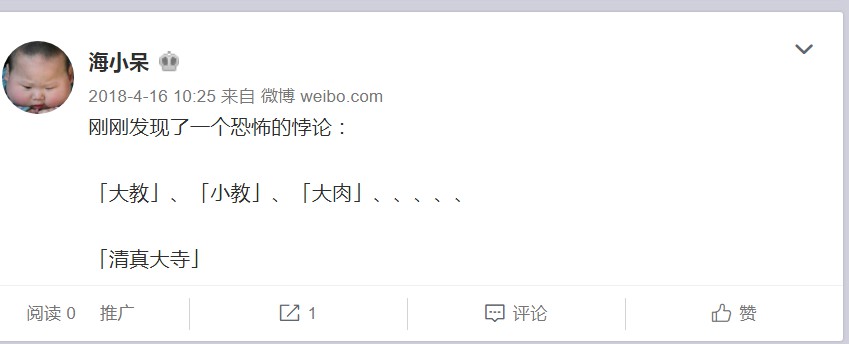 海小呆
2018-4-16 10:25 来自 微博 weibo.com
刚刚发现了一个恐怖的悖论：
「大教」、「小教」、「大肉」、、、、、
「清真大寺」
阅读 0 推广 1 评论 赞